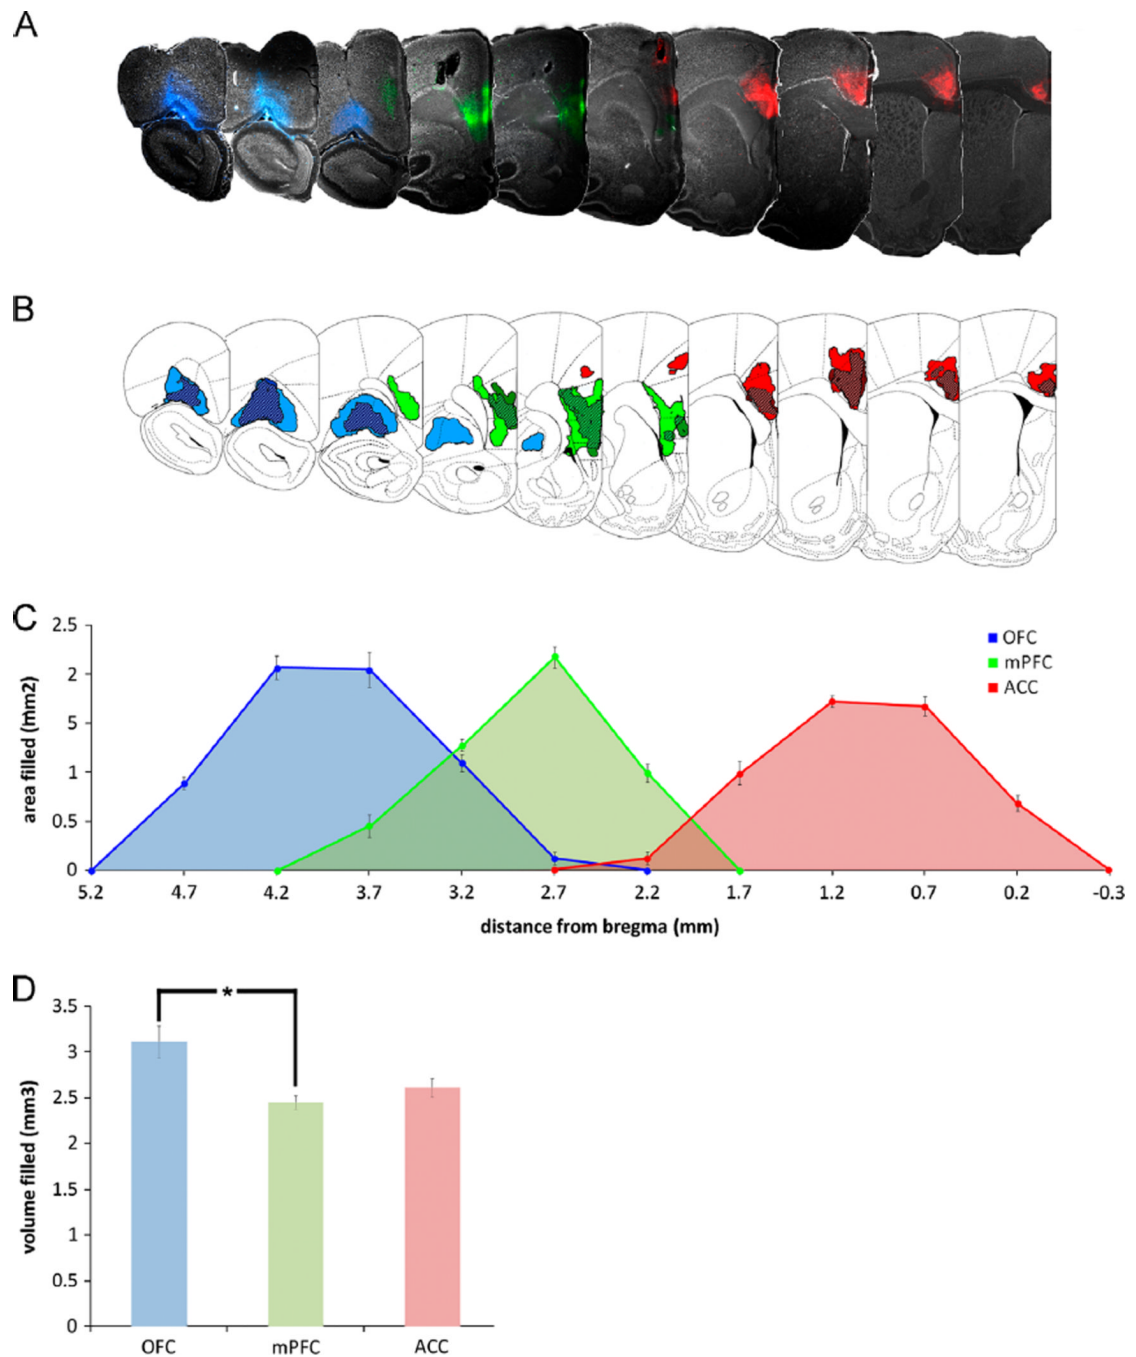 A
B
C
2.5
2
5
1
0.5
0
area filled (mm2)
OFC
mPFC
ACC
5.2 4.7 4.2 3.7 3.2 2.7 2.2 1.7 1.2 0.7 0.2 -0.3
distance from bregma (mm)
D
3.5
3
2.5
2
1.5
1
0.5
0
volume filled (mm3)
*
OFC mPFC ACC